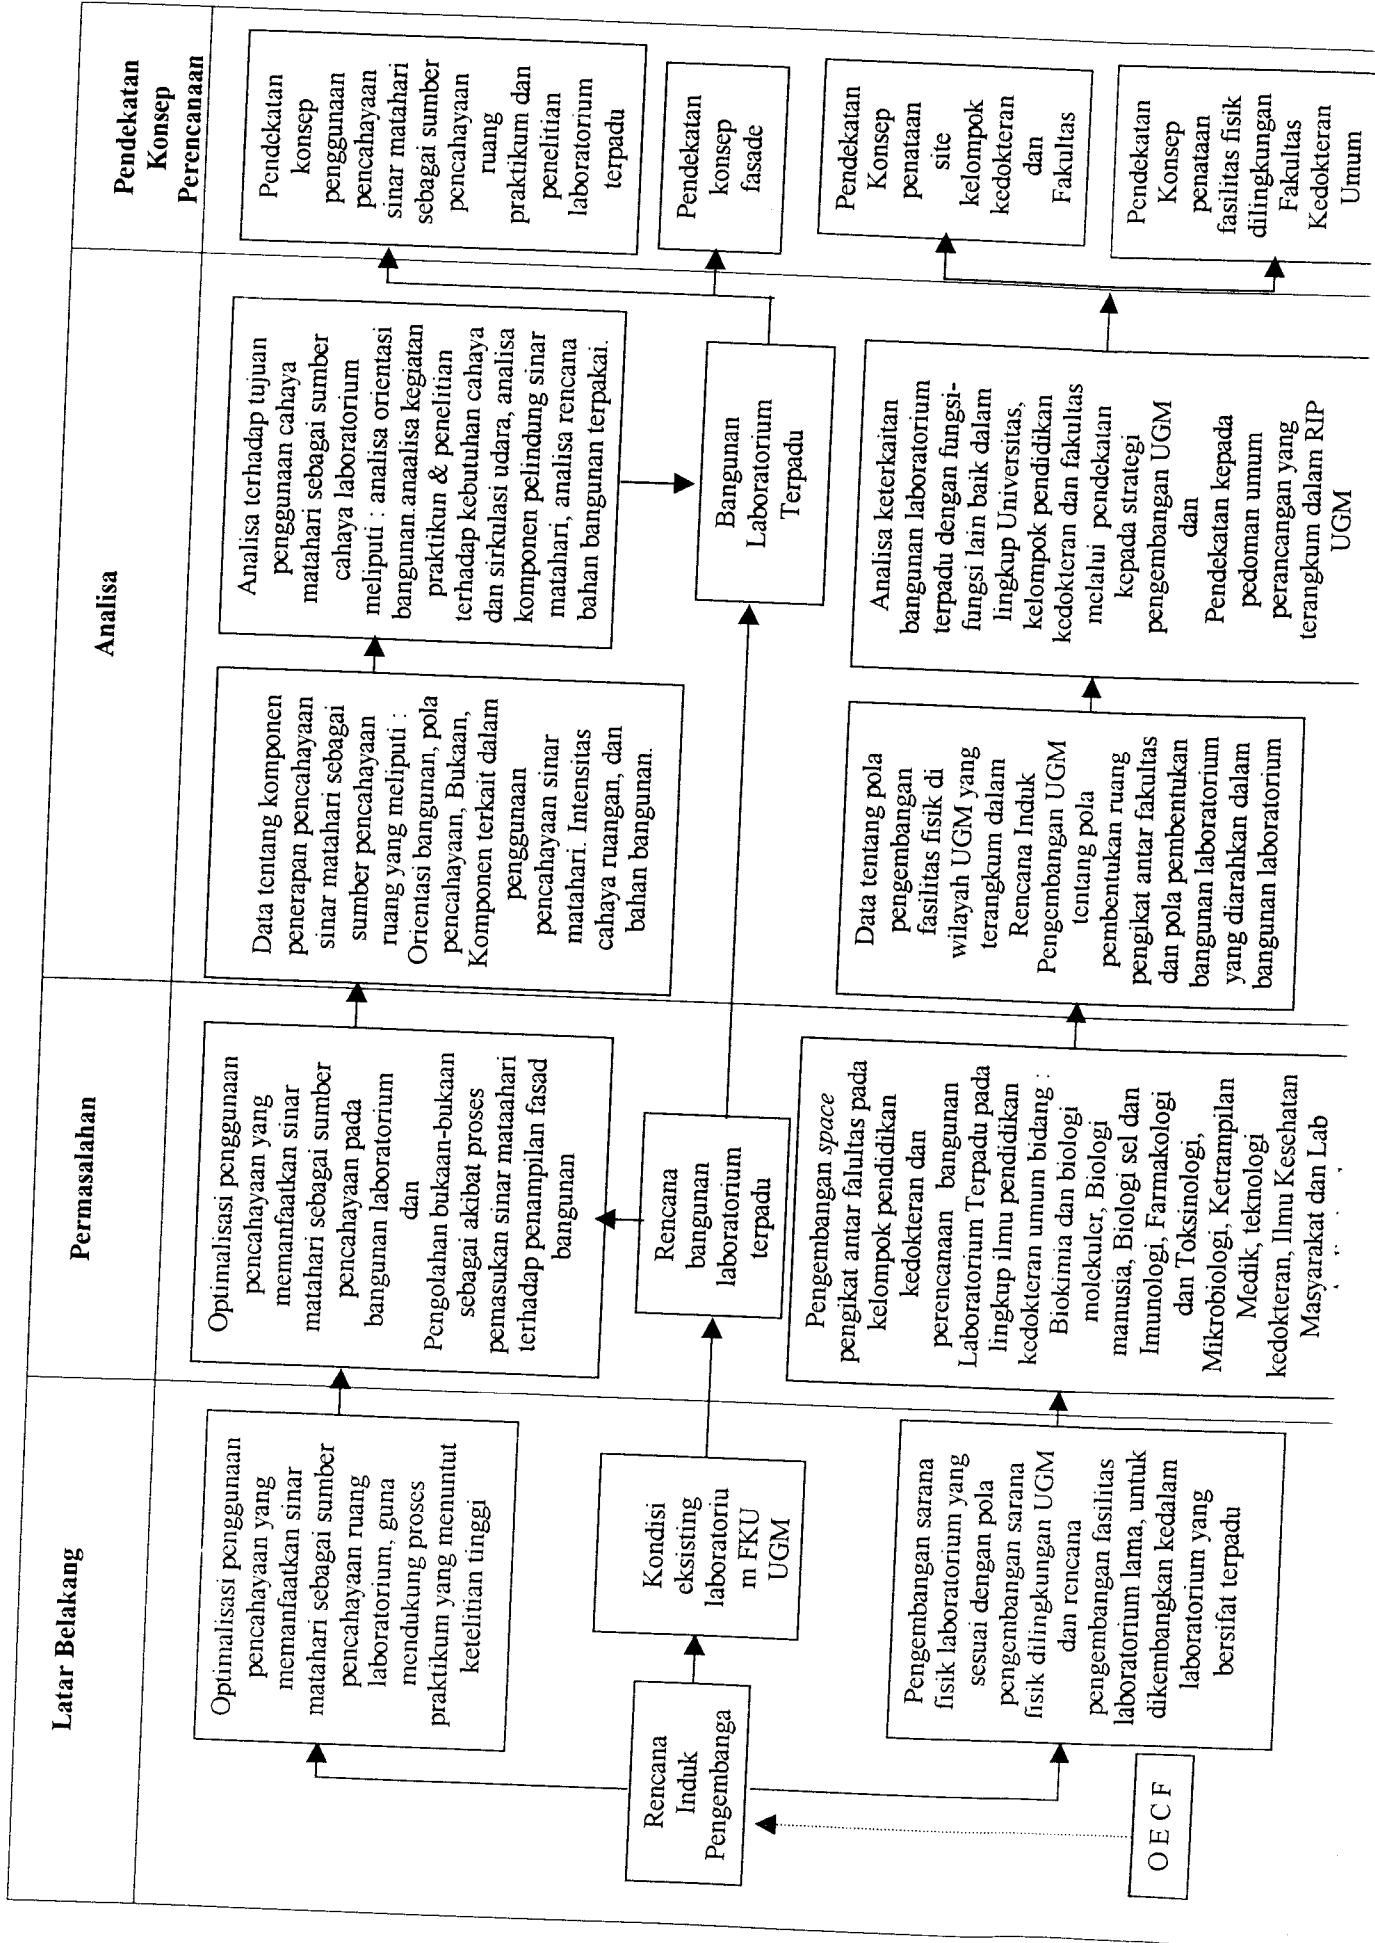 Latar Belakang
Permasalahan
Analisa
Pendekatan
Konsep
Perencanaan
Optimalisasi penggunaan
pencahayaan yang
memanfaatkan sinar
matahari sebagai sumber
pencahayaan ruang
laboratorium, guna
mendukung proses
praktikum yang menuntut
ketelitian tinggi
Rencana
Induk
Pengembanga
Kondisi
eksisting
laboratoriu
m FKU
UGM
Pengembangan sarana
fisik laboratorium yang
sesuai dengan pola
pengembangan sarana
fisik dilingkungan UGM
dan rencana
pengembangan fasilitas
laboratorium lama, untuk
dikembangkan kedalam
laboratorium yang
bersifat terpadu
O E C F
Optimalisasi penggunaan
pencahayaan yang
memanfaatkan sinar
matahari sebagai sumber
pencahayaan pada
bangunan laboratorium
dan
Pengolahan bukaan-bukaan
sebagai akibat proses
pemasukan sinar mataahari
terhadap penampilan fasad
bangunan
Rencana
bangunan
laboratorium
terpadu
Pengembangan space
pengikat antar falultas pada
kelompok pendidikan
kedokteran dan
perencanaan bangunan
Laboratorium Terpadu pada
lingkup ilmu pendidikan
kedokteran umum bidang :
Biokimia dan biologi
molekuler, Biologi
manusia, Biologi sel dan
Imunologi, Farmakologi
dan Toksinologi,
Mikrobiologi, Ketrampilan
Medik, teknologi
kedokteran, Ilmu Kesehatan
Masyarakat dan Lab
Data tentang komponen
penerapan pencahayaan
sinar matahari sebagai
sumber pencahayaan
ruang yang meliputi :
Orientasi bangunan, pola
pencahayaan, Bukaan,
Komponen terkait dalam
penggunaan
pencahayaan sinar
matahari. Intensitas
cahaya ruangan, dan
bahan bangunan.
Data tentang pola
pengembangan
fasilitas fisik di
wilayah UGM yang
terangkum dalam
Rencana Induk
Pengembangan UGM
tentang pola
pembentukan ruang
pengikat antar fakultas
dan pola pembentukan
bangunan laboratorium
yang diarahkan dalam
bangunan laboratorium
Analisa terhadap tujuan
penggunaan cahaya
matahari sebagai sumber
cahaya laboratorium
meliputi : analisa orientasi
bangunan,anaalisa kegiatan
praktikun & penelitian
terhadap kebutuhan cahaya
dan sirkulasi udara, analisa
komponen pelindung sinar
matahari, analisa rencana
bahan bangunan terpakai.
Bangunan
Laboratorium
Terpadu
Analisa keterkaitan
bangunan laboratorium
terpadu dengan fungsi-
fungsi lain baik dalam
lingkup Universitas,
kelompok pendidikan
kedokteran dan fakultas
melalui pendekatan
kepada strategi
pengembangan UGM
dan
Pendekatan kepada
pedoman umum
perancangan yang
terangkum dalam RIP
UGM
Pendekatan
konsep
penggunaan
pencahayaan
sinar matahari
sebagai sumber
pencahayaan
ruang
praktikum dan
penelitian
laboratorium
terpadu
Pendekatan
konsep
fasade
Pendekatan
Konsep
penataan
site
kelompok
kedokteran
dan
Fakultas
Pendekatan
Konsep
penataan
fasilitas fisik
dilingkungan
Fakultas
Kedokteran
Umum